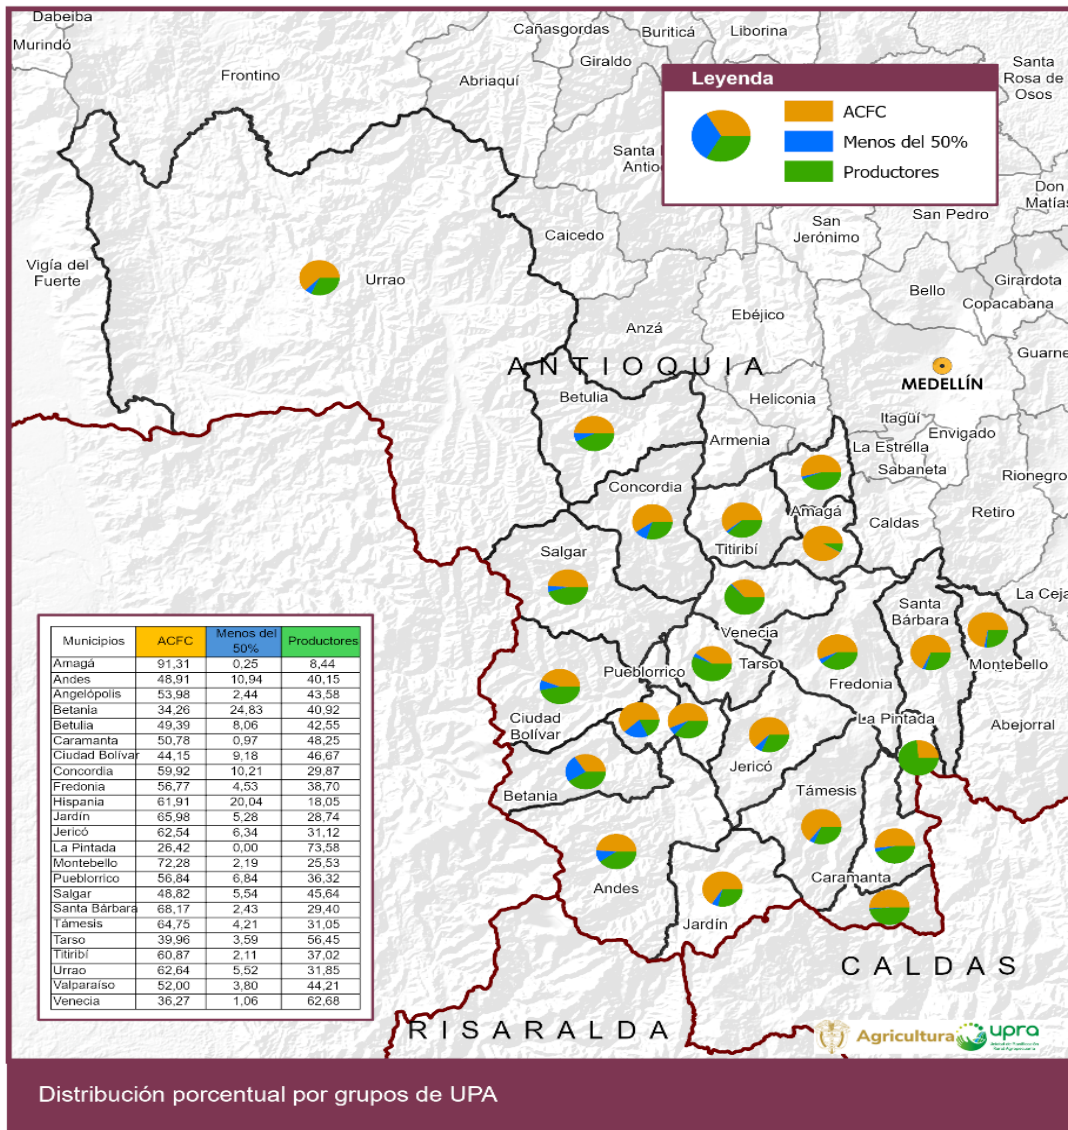 Dabeiba
Murindó
Frontino
Cañasgordas
Buriticá
Liborina
Giraldo
Abriaquí
Santa
Rosa de
Osos
Leyenda
ACFC
Menos del 50%
Productores
Santa
Antio
Don
Matías
San Pedro
San
Jerónimo
Caicedo
Vigía del
Fuerte
Urrao
Girardota
Bello
Copacabana
Ebéjico
Anzá
Guarne
ANTIOQUIA
MEDELLÍN
Betulia
Heliconia
Itagüí
Envigado
Armenia
La Estrella
Sabaneta
Rionegro
Concordia
Amagá
Caldas
Retiro
Titiribí
Salgar
La Ceja
Santa
Bárbara
Venecia
Pueblorrico
Tarso
Montebello
Fredonia
Ciudad
Bolívar
La Pintada
Abejorral
Jericó
Betania
Támesis
Andes
Caramanta
Jardín
CALDAS
RISARALDA
Municipios ACFC Menos del 50% Productores
Amagá 91,31 0,25 8,44
Andes 48,91 10,94 40,15
Angelópolis 53,98 2,44 43,58
Betania 34,26 24,83 40,92
Betulia 49,39 8,06 42,55
Caramanta 50,78 0,97 48,25
Ciudad Bolívar 44,15 9,18 46,67
Concordia 59,92 10,21 29,87
Fredonia 56,77 4,53 38,70
Hispania 61,91 20,04 18,05
Jardín 65,98 5,28 28,74
Jericó 62,54 6,34 31,12
La Pintada 26,42 0,00 73,58
Montebello 72,28 2,19 25,53
Pueblorrico 56,84 6,84 36,32
Salgar 48,82 5,54 45,64
Santa Bárbara 68,17 2,43 29,40
Támesis 64,75 4,21 31,05
Tarso 39,96 3,59 56,45
Titiribí 60,87 2,11 37,02
Urrao 62,64 5,52 31,85
Valparaíso 52,00 3,80 44,21
Venecia 36,27 1,06 62,68
Agricultura
upra
Distribución porcentual por grupos de UPA